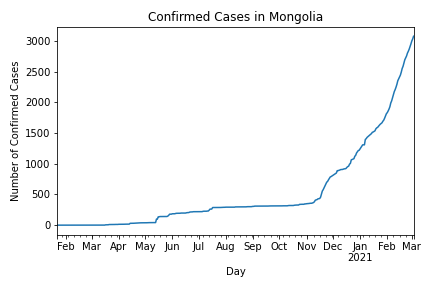 Confirmed Cases in Mongolia
Number of Confirmed Cases
3000
2500
2000
1500
1000
500
0
Feb Mar Apr May Jun Jul Aug Sep Oct Nov Dec Jan Feb Mar
2021
Day